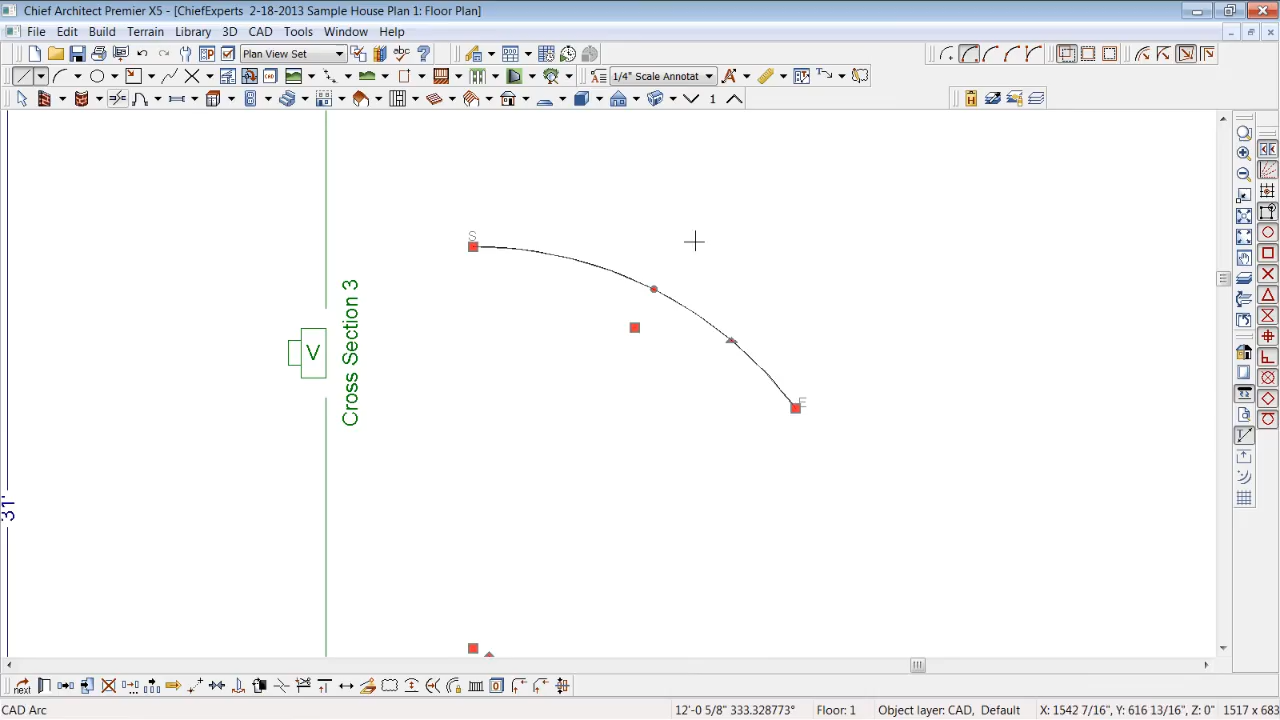 Chief Architect Premier X5 - [ChiefExperts 2-18-2013 Sample House Plan 1: Floor Plan]
File Edit Build Terrain Library 3D CAD Tools Window Help
Plan View Set
1/4" Scale Annotat
1
S
E
V
Cross Section 3
31'
next
CAD Arc
12'-0 5/8" 333.328773°
Floor: 1
Object layer: CAD, Default
X: 1542 7/16", Y: 616 13/16", Z: 0"
1517 x 683